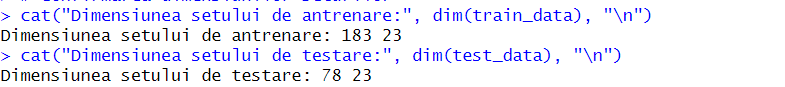 > cat("Dimensiunea setului de antrenare:", dim(train_data), "\n")
Dimensiunea setului de antrenare: 183 23
> cat("Dimensiunea setului de testare:", dim(test_data), "\n")
Dimensiunea setului de testare: 78 23